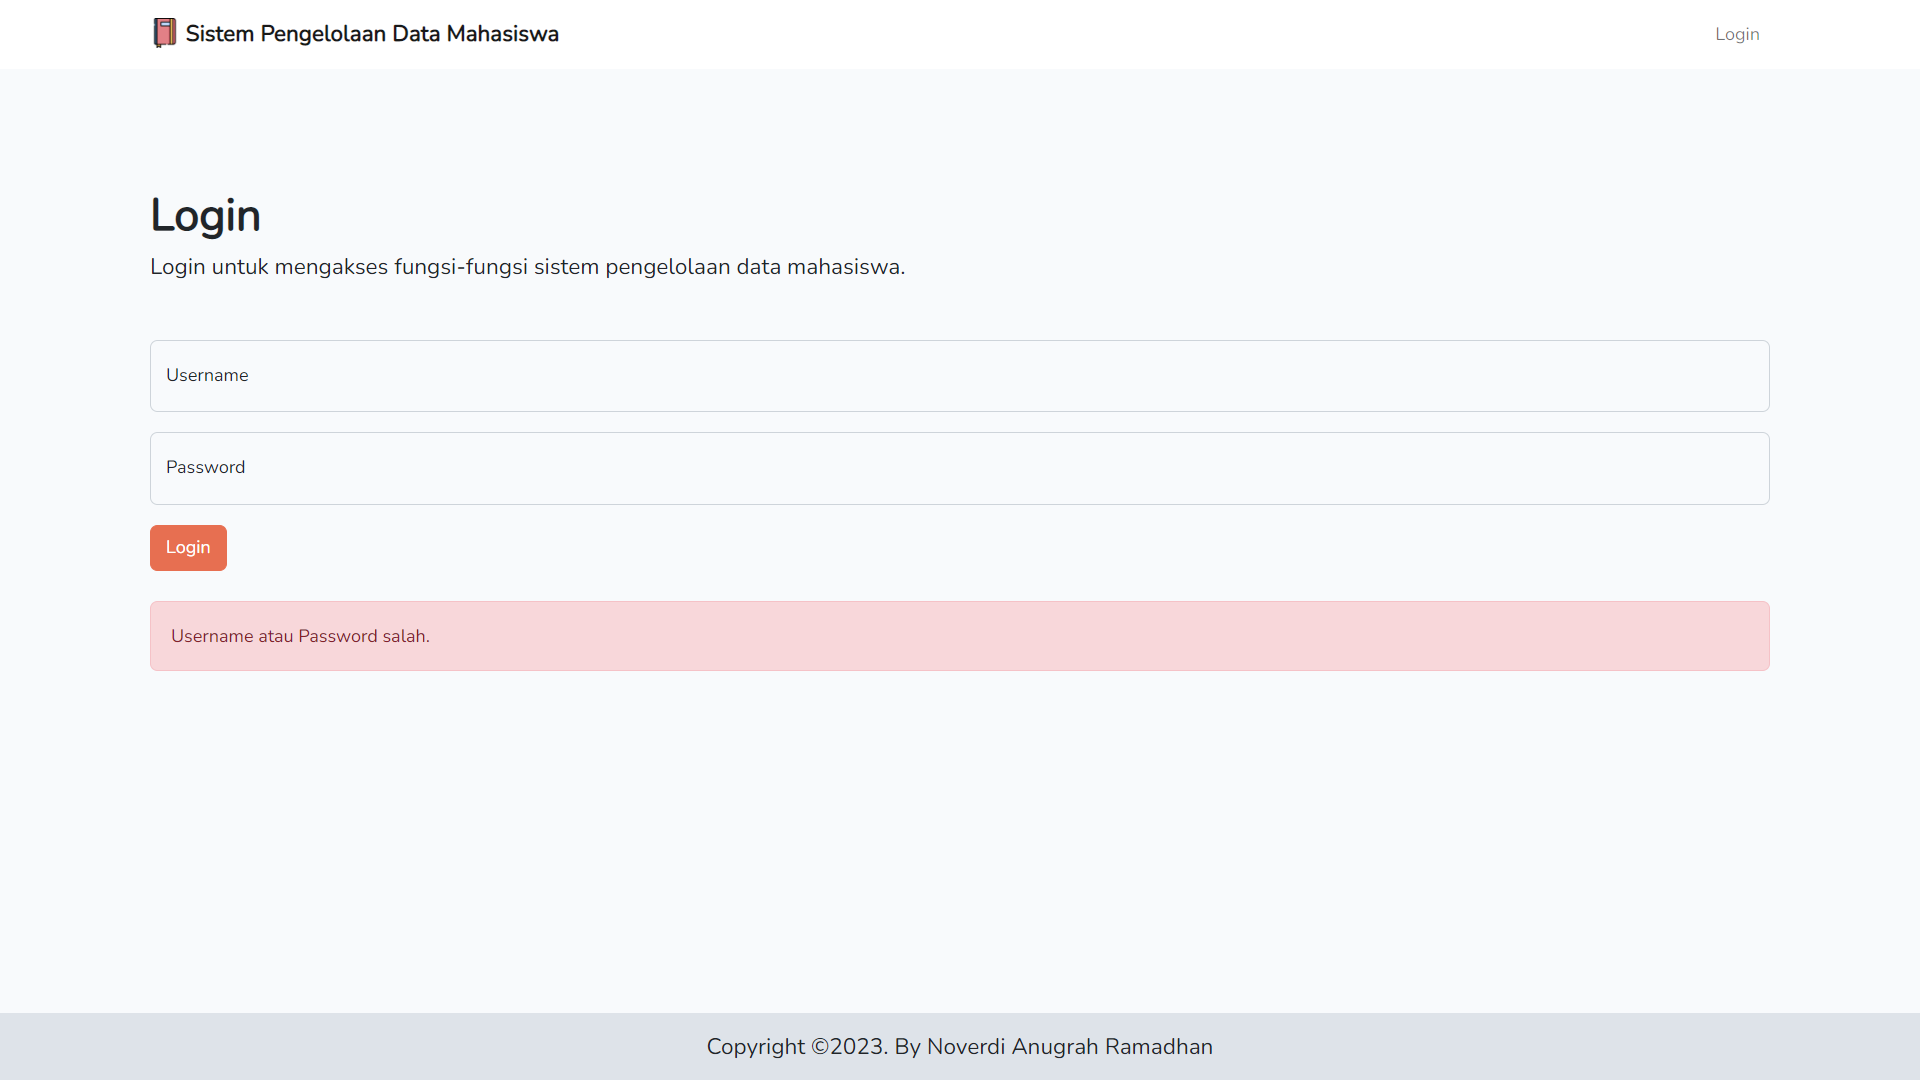 Sistem Pengelolaan Data Mahasiswa
Login
Login
Login untuk mengakses fungsi-fungsi sistem pengelolaan data mahasiswa.
Username
Password
Login
Username atau Password salah.
Copyright ©2023. By Noverdi Anugrah Ramadhan